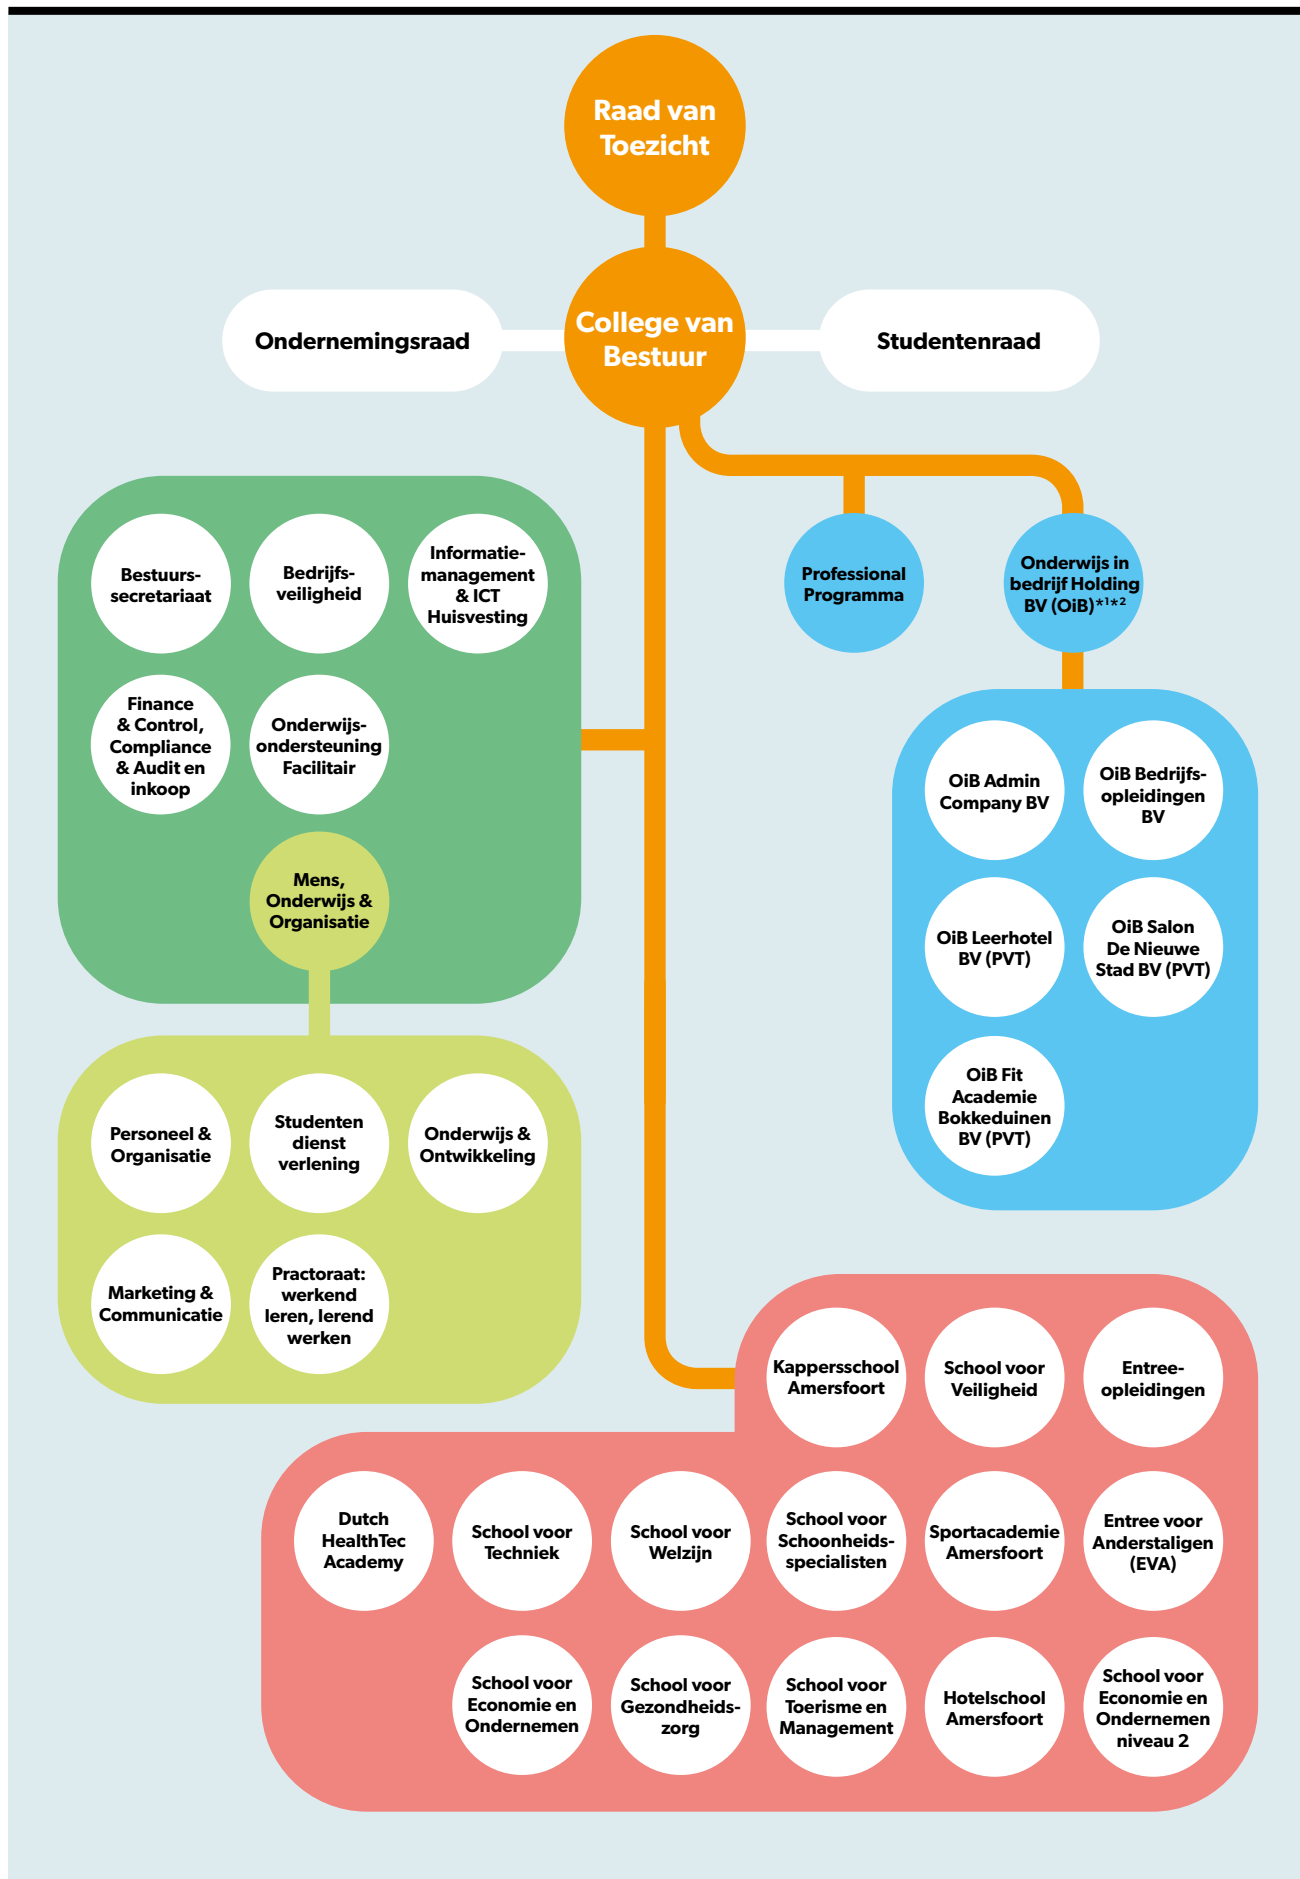 Raad van
Toezicht
Ondernemingsraad
College van
Bestuur
Studentenraad
Bestuurs-
secretariaat
Bedrijfs-
veiligheid
Informatie-
management
& ICT
Huisvesting
Finance
& Control,
Compliance
& Audit en
inkoop
Onderwijs-
ondersteuning
Facilitair
Mens,
Onderwijs &
Organisatie
Personeel &
Organisatie
Studenten
dienst
verlening
Onderwijs &
Ontwikkeling
Marketing &
Communicatie
Practoraat:
werkend
leren, lerend
werken
Professional
Programma
Onderwijs in
bedrijf Holding
BV (OiB)*¹*²
OiB Admin
Company BV
OiB Bedrijfs-
opleidingen
BV
OiB Leerhotel
BV (PVT)
OiB Salon
De Nieuwe
Stad BV (PVT)
OiB Fit
Academie
Bokkeduinen
BV (PVT)
Kappersschool
Amersfoort
School voor
Veiligheid
Entree-
opleidingen
Dutch
HealthTec
Academy
School voor
Techniek
School voor
Welzijn
School voor
Schoonheids-
specialisten
Sportacademie
Amersfoort
Entree voor
Anderstaligen
(EVA)
School voor
Economie en
Ondernemen
School voor
Gezondheids-
zorg
School voor
Toerisme en
Management
Hotelschool
Amersfoort
School voor
Economie en
Ondernemen
niveau 2